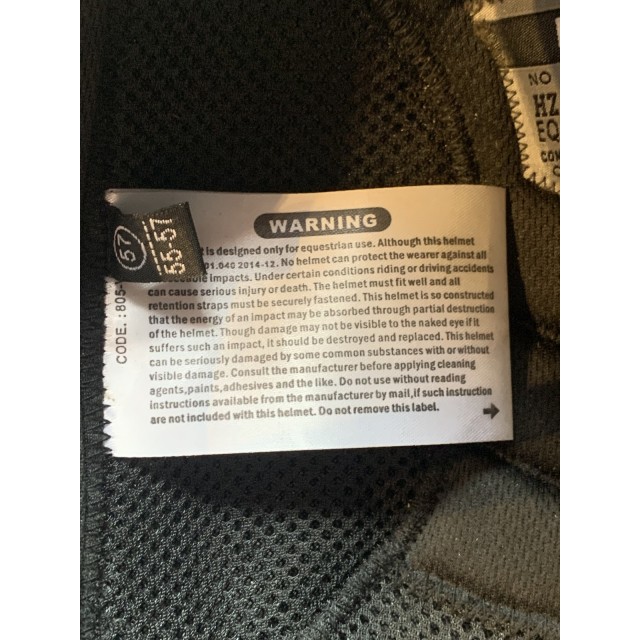 WARNING
is designed only for equestrian use. Although this helmet
01.040 2014-12. No helmet can protect the wearer against all
impacts. Under certain conditions riding or driving accidents
can cause serious injury or death. The helmet must fit well and all
retention straps must be securely fastened. This helmet is so constructed
that the energy of an impact may be absorbed through partial destruction
of the helmet. Though damage may not be visible to the naked eye if it
suffers such an impact, it should be destroyed and replaced. This helmet
can be seriously damaged by some common substances with or without
visible damage. Consult the manufacturer before applying cleaning
agents,paints,adhesives and the like. Do not use without reading
instructions available from the manufacturer by mail,if such instruction
are not included with this helmet. Do not remove this label.
57
55-57
CODE. :805-
NO
HZ
EQ
COM